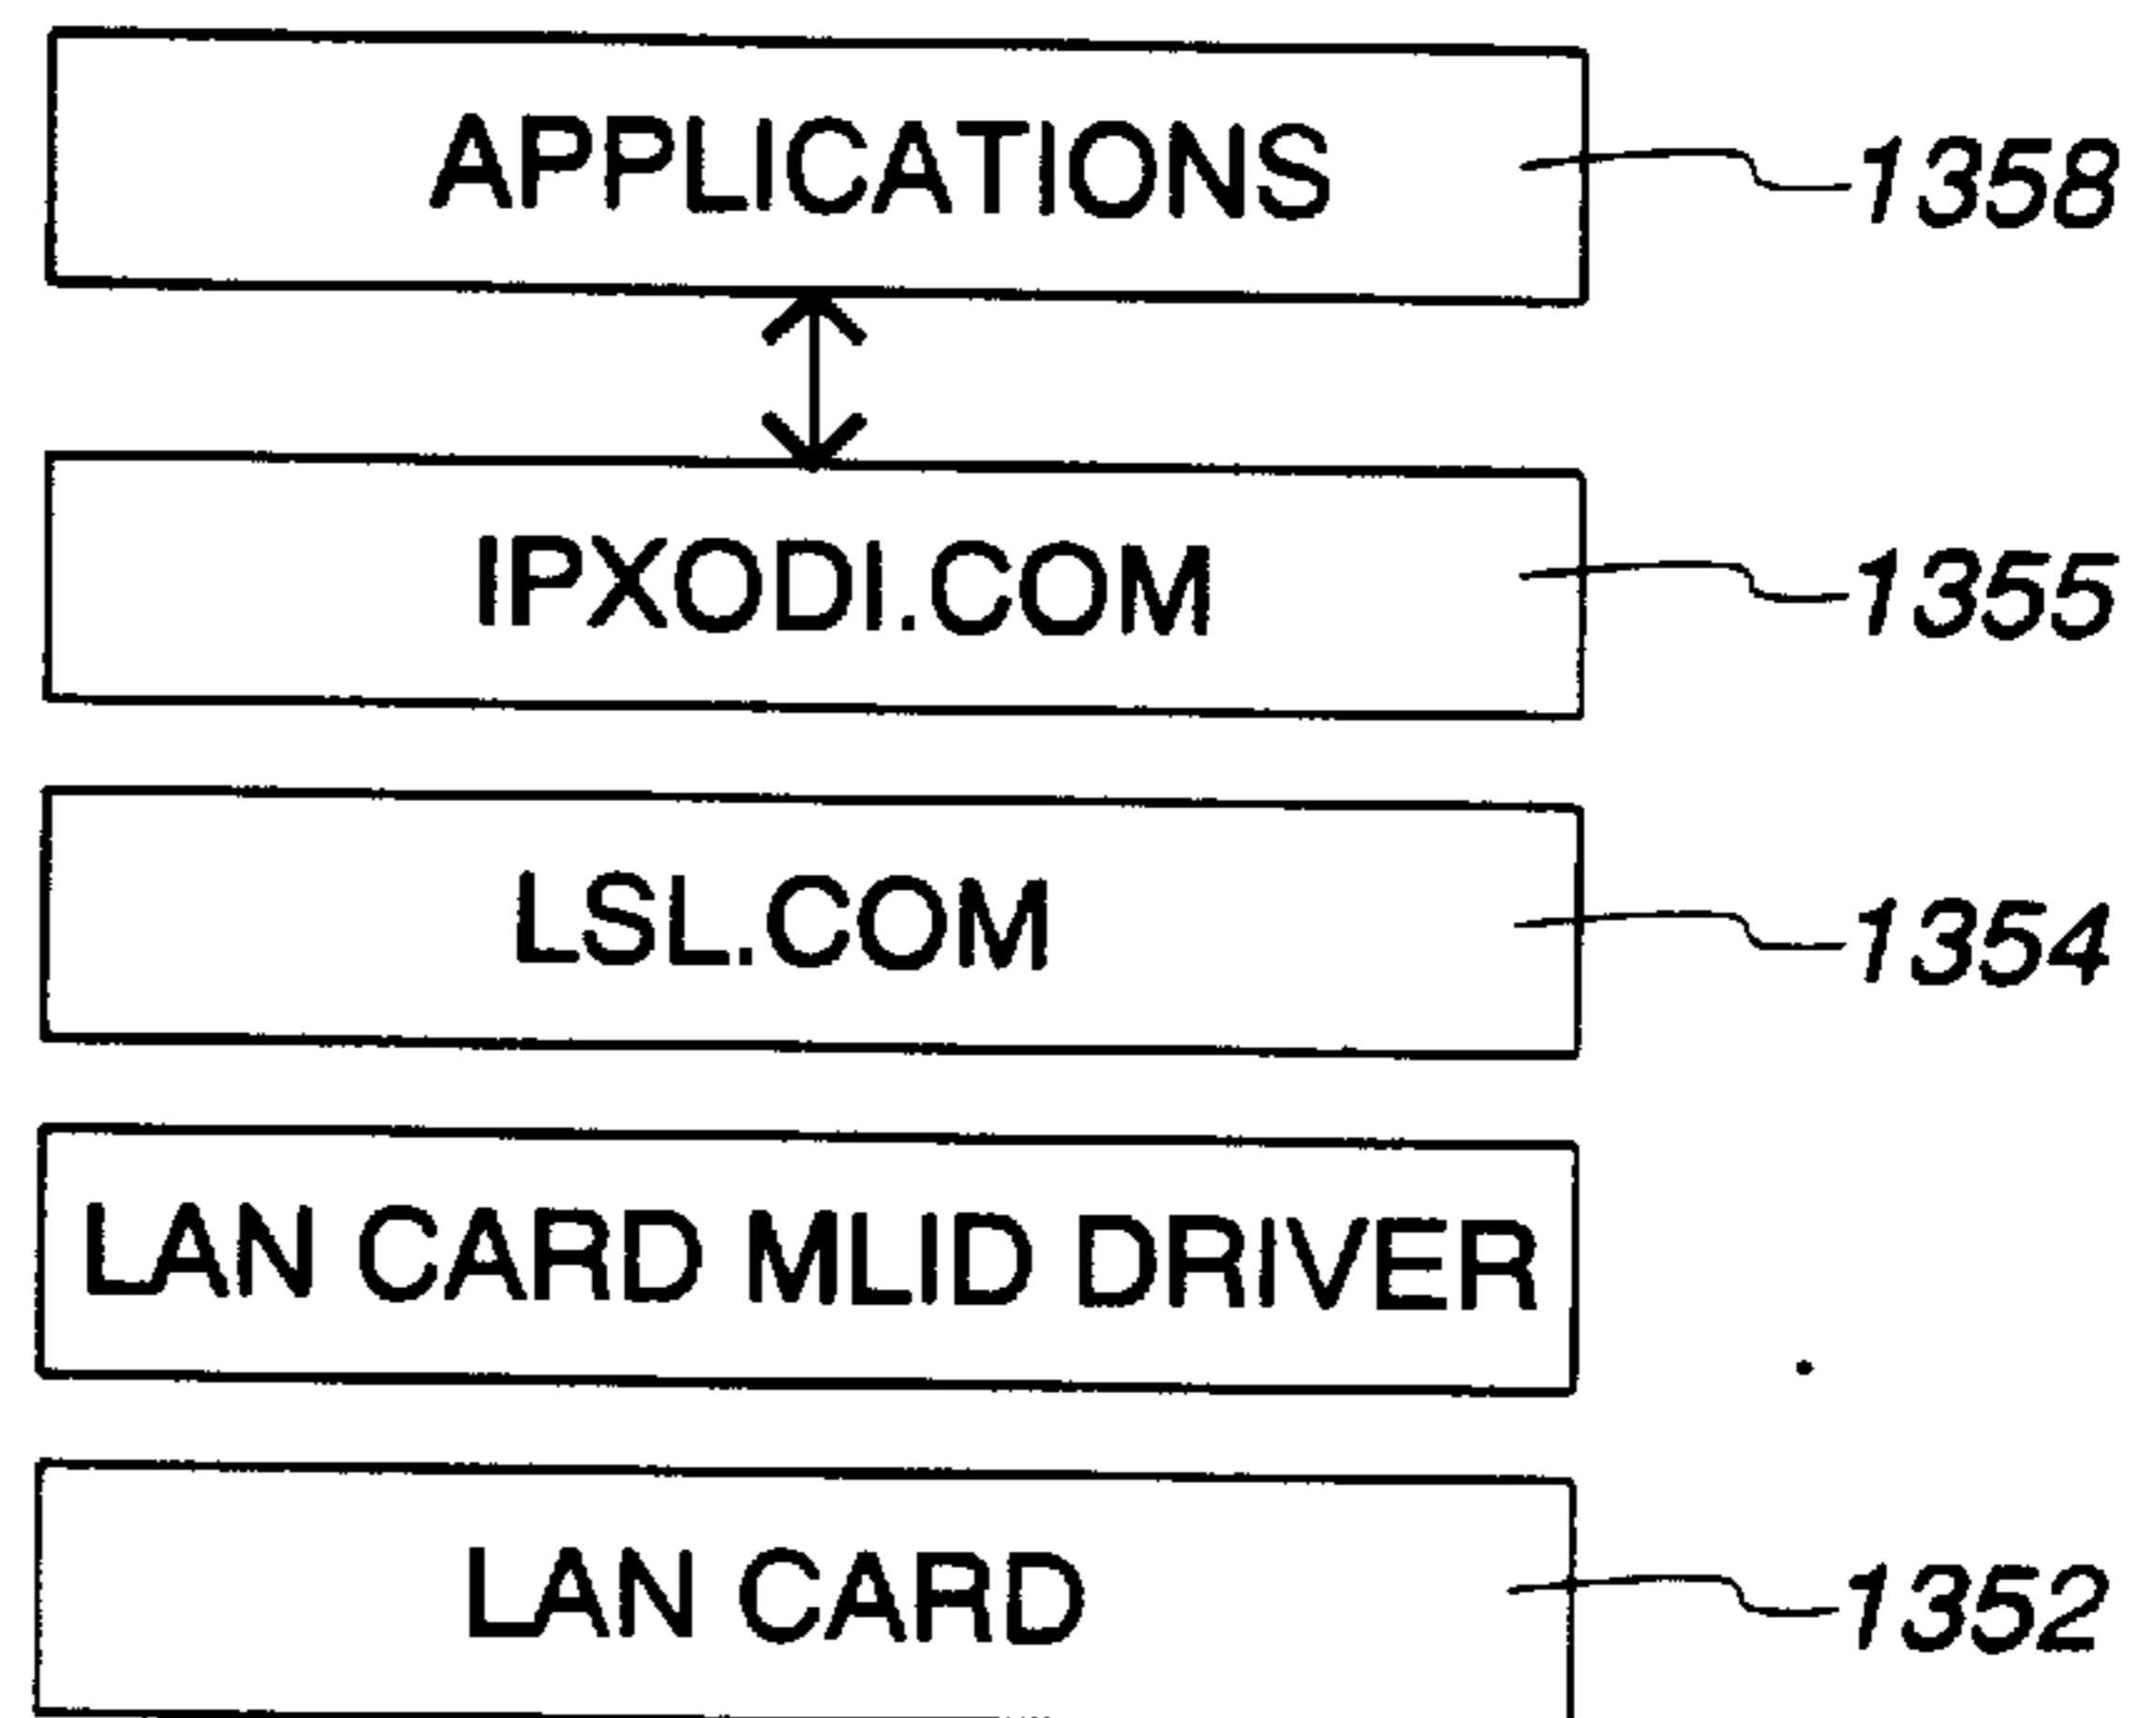 APPLICATIONS 1358
IPXODI.COM 1355
LSL.COM 1354
LAN CARD MLID DRIVER
LAN CARD 1352